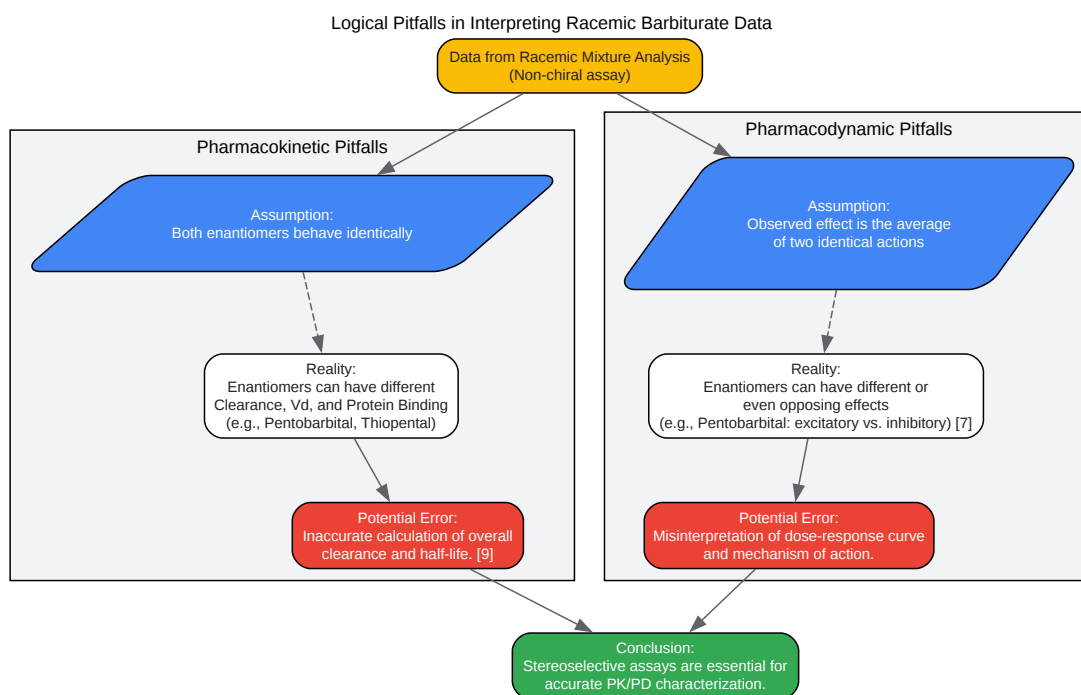 Logical Pitfalls in Interpreting Racemic Barbiturate Data
Data from Racemic Mixture Analysis
(Non-chiral assay)
Pharmacokinetic Pitfalls
Assumption:
Both enantiomers behave identically
Reality:
Enantiomers can have different
Clearance, Vd, and Protein Binding
(e.g., Pentobarbital, Thiopental)
Potential Error:
Inaccurate calculation of overall
clearance and half-life. [9]
Pharmacodynamic Pitfalls
Assumption:
Observed effect is the average
of two identical actions
Reality:
Enantiomers can have different or
even opposing effects
(e.g., Pentobarbital: excitatory vs. inhibitory) [7]
Potential Error:
Misinterpretation of dose-response curve
and mechanism of action.
Conclusion:
Stereoselective assays are essential for
accurate PK/PD characterization.